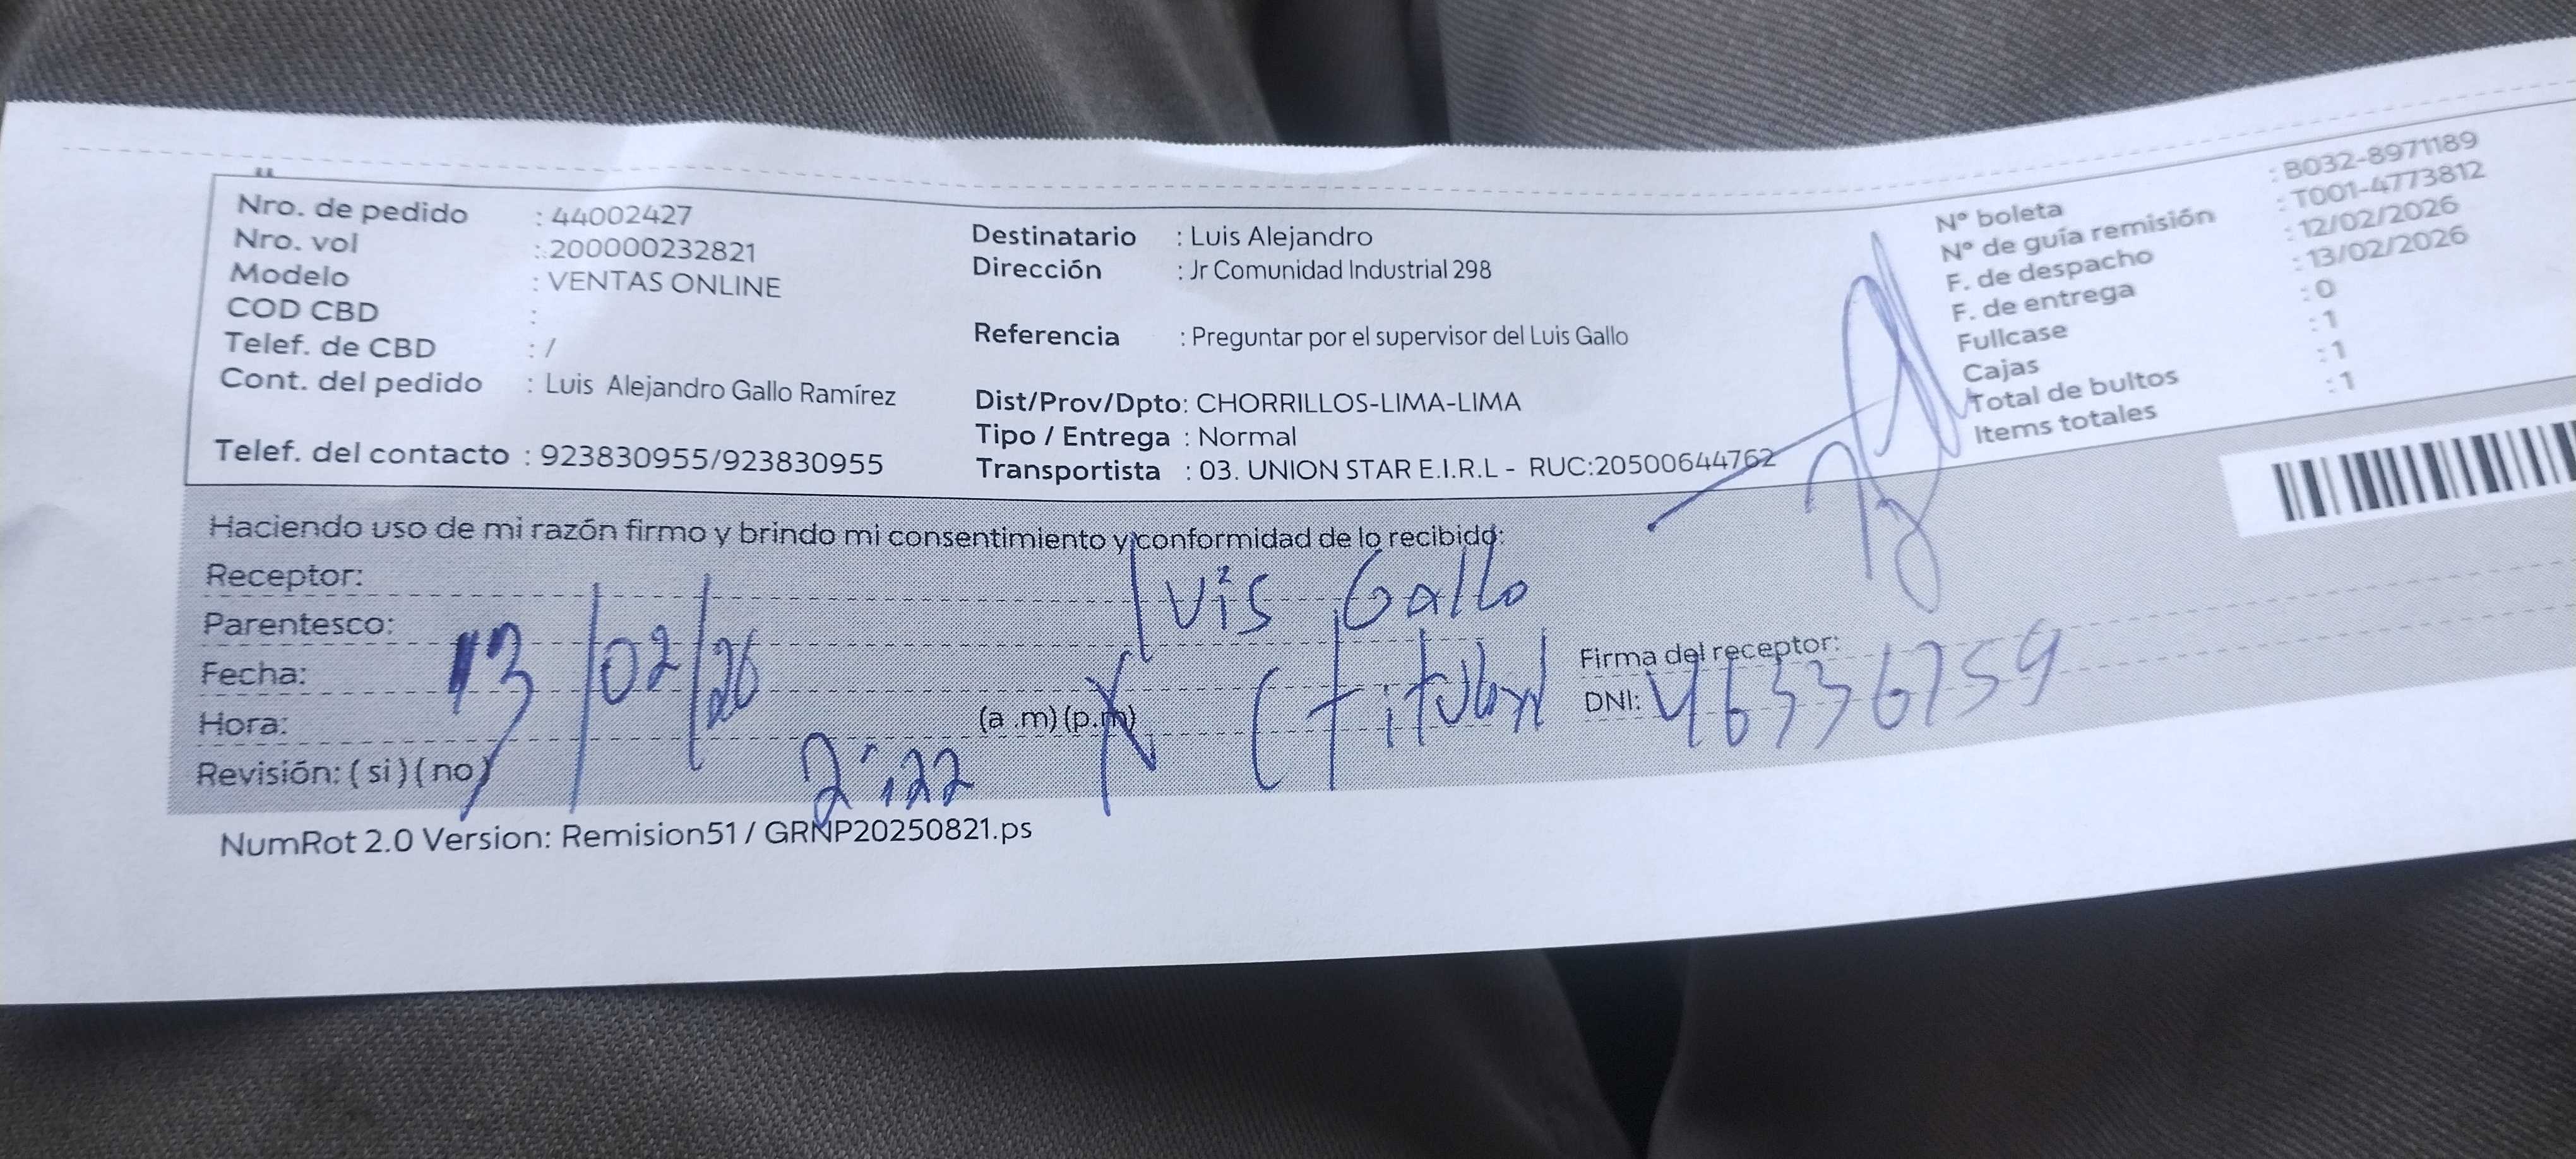 Nro. de pedido : 44002427
Nro. vol : 200000232821
Modelo : VENTAS ONLINE
COD CBD :
Telef. de CBD : /
Cont. del pedido : Luis Alejandro Gallo Ramírez
Telef. del contacto : 923830955/923830955
Destinatario : Luis Alejandro
Dirección : Jr Comunidad Industrial 298
Referencia : Preguntar por el supervisor del Luis Gallo
Dist/Prov/Dpto: CHORRILLOS-LIMA-LIMA
Tipo / Entrega : Normal
Transportista : 03. UNION STAR E.I.R.L - RUC:20500644762
N° boleta : B032-8971189
N° de guía remisión : T001-4773812
F. de despacho : 12/02/2026
F. de entrega : 13/02/2026
Fullcase : 0
Cajas : 1
Total de bultos : 1
Items totales : 1
Haciendo uso de mi razón firmo y brindo mi consentimiento y conformidad de lo recibido:
Receptor: Luis Gallo
Parentesco: (titular
Fecha: 13/02/26
Hora: 2:22 (a .m)(p.m)
Revisión: (si)(no)
Firma del receptor:
DNI: 46336759
NumRot 2.0 Version: Remision51 / GRNP20250821.ps